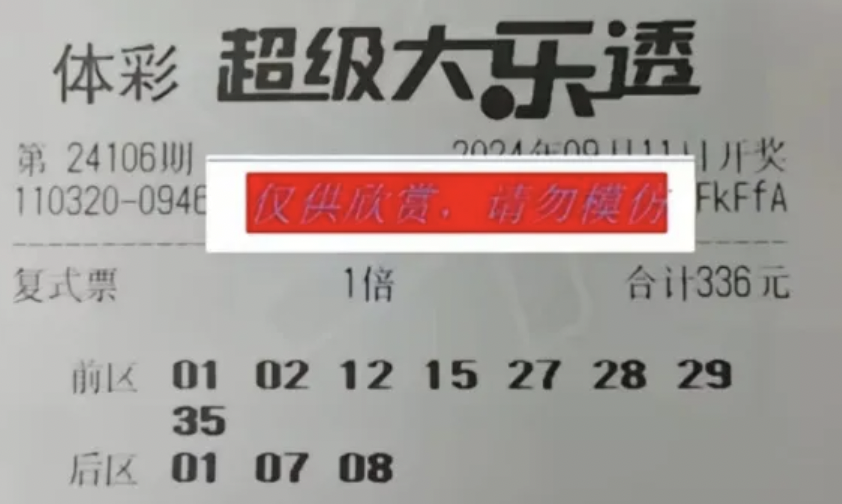 体彩 超级大乐透
第 24106期 2024年09月11日开奖
110320-0946 FkFfA
仅供欣赏,请勿模仿
复式票 1倍 合计336元
前区 01 02 12 15 27 28 29
35
后区 01 07 08